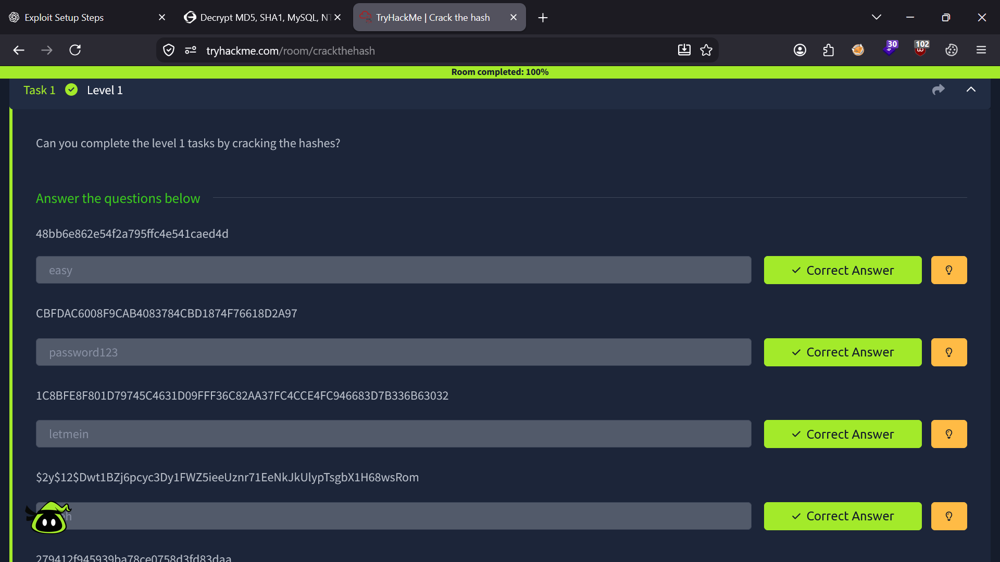 Exploit Setup Steps
Decrypt MD5, SHA1, MySQL, NT
TryHackMe | Crack the hash
tryhackme.com/room/crackthehash
30
102
Room completed: 100%
Task 1
Level 1
Can you complete the level 1 tasks by cracking the hashes?
Answer the questions below
48bb6e862e54f2a795ffc4e541caed4d
easy
Correct Answer
CBFDAC6008F9CAB4083784CBD1874F76618D2A97
password123
Correct Answer
1C8BFE8F801D79745C4631D09FFF36C82AA37FC4CCE4FC946683D7B336B63032
letmein
Correct Answer
$2y$12$Dwt1BZj6pcyc3Dy1FWZ5ieeUznr71EeNkJkUlypTsgbX1H68wsRom
Correct Answer
279412f945939ba78ce0758d3fd83daa